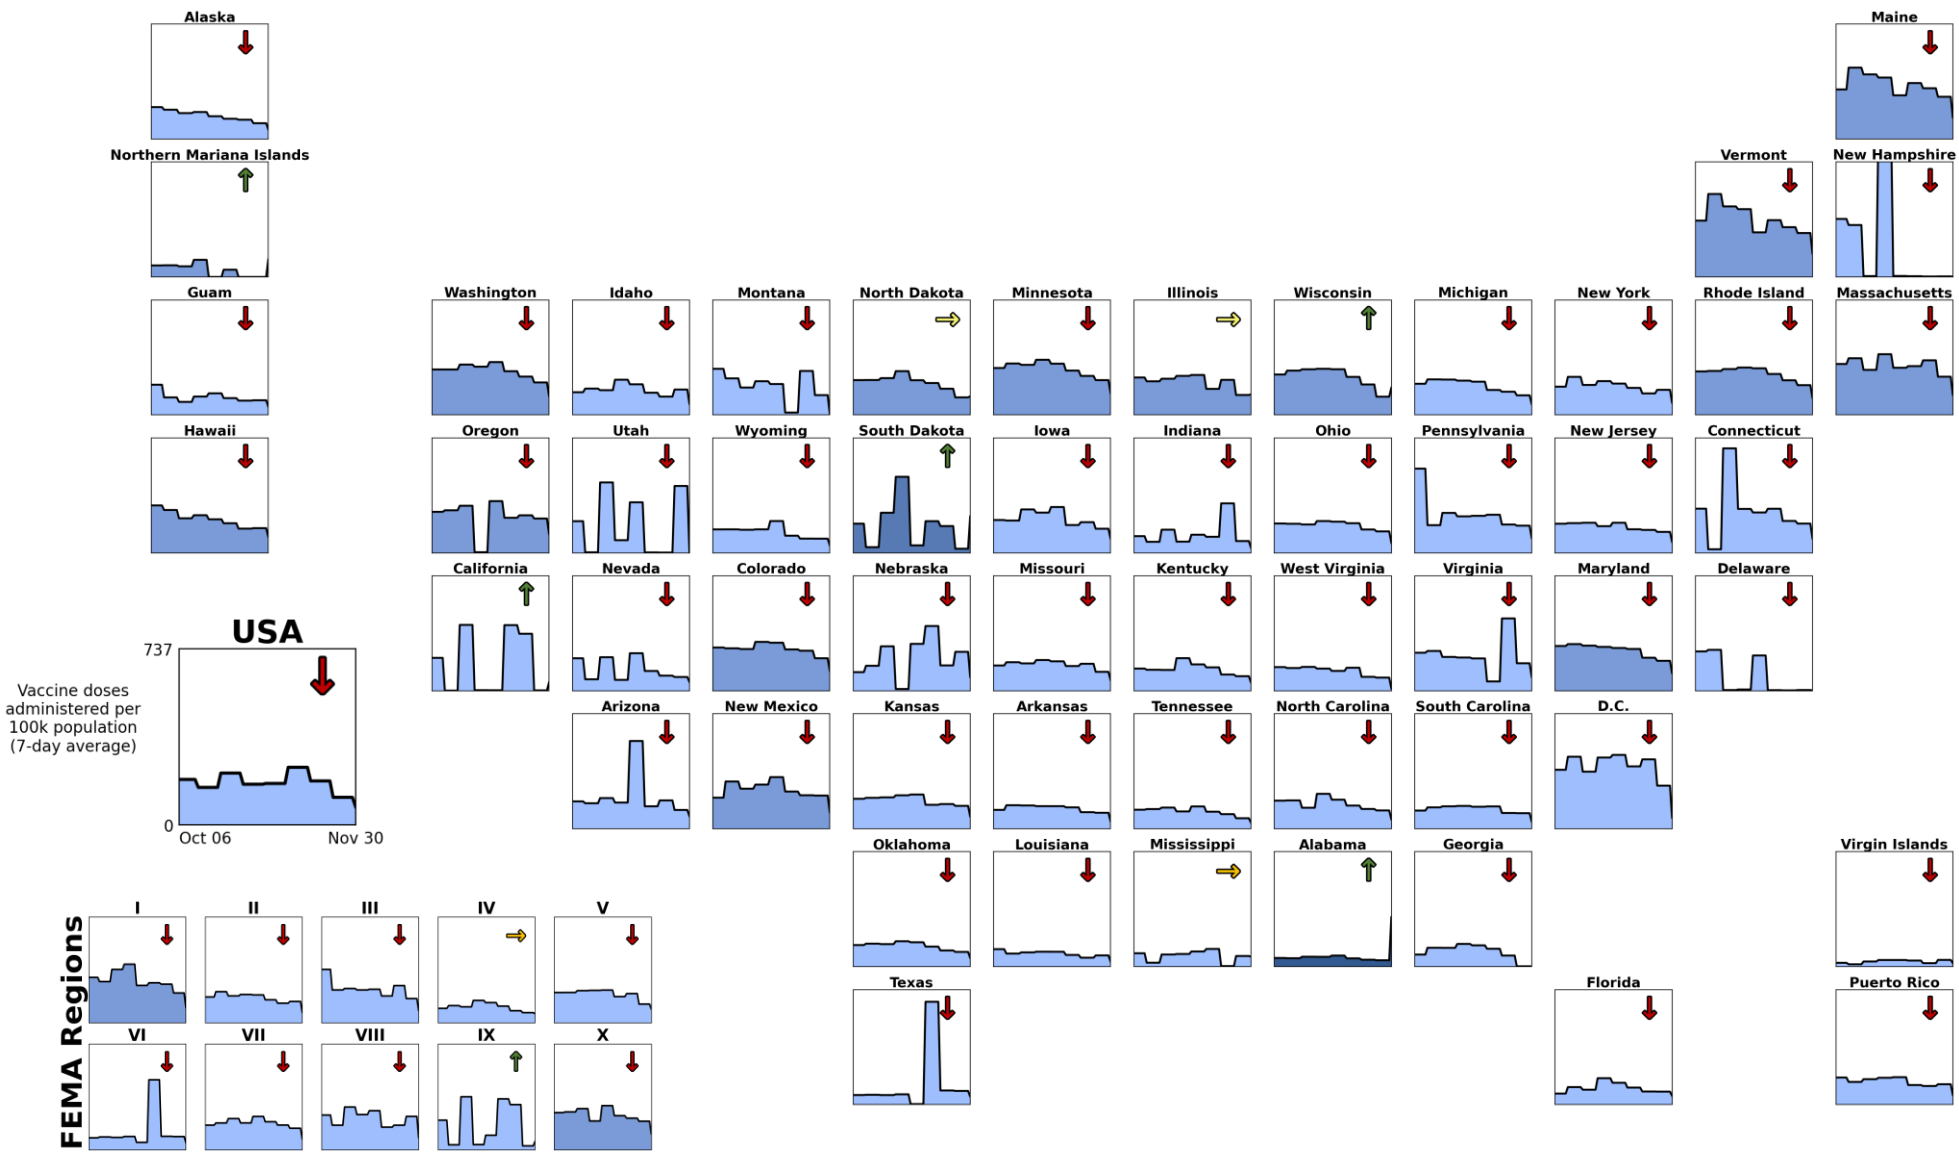 Alaska
Maine
Northern Mariana Islands
Vermont
New Hampshire
Guam
Washington
Idaho
Montana
North Dakota
Minnesota
Illinois
Wisconsin
Michigan
New York
Rhode Island
Massachusetts
Hawaii
Oregon
Utah
Wyoming
South Dakota
Iowa
Indiana
Ohio
Pennsylvania
New Jersey
Connecticut
California
Nevada
Colorado
Nebraska
Missouri
Kentucky
West Virginia
Virginia
Maryland
Delaware
USA
737
Vaccine doses
administered per
100k population
(7-day average)
0
Oct 06
Nov 30
Arizona
New Mexico
Kansas
Arkansas
Tennessee
North Carolina
South Carolina
D.C.
Oklahoma
Louisiana
Mississippi
Alabama
Georgia
Virgin Islands
Texas
Florida
Puerto Rico
FEMA Regions
I
II
III
IV
V
VI
VII
VIII
IX
X